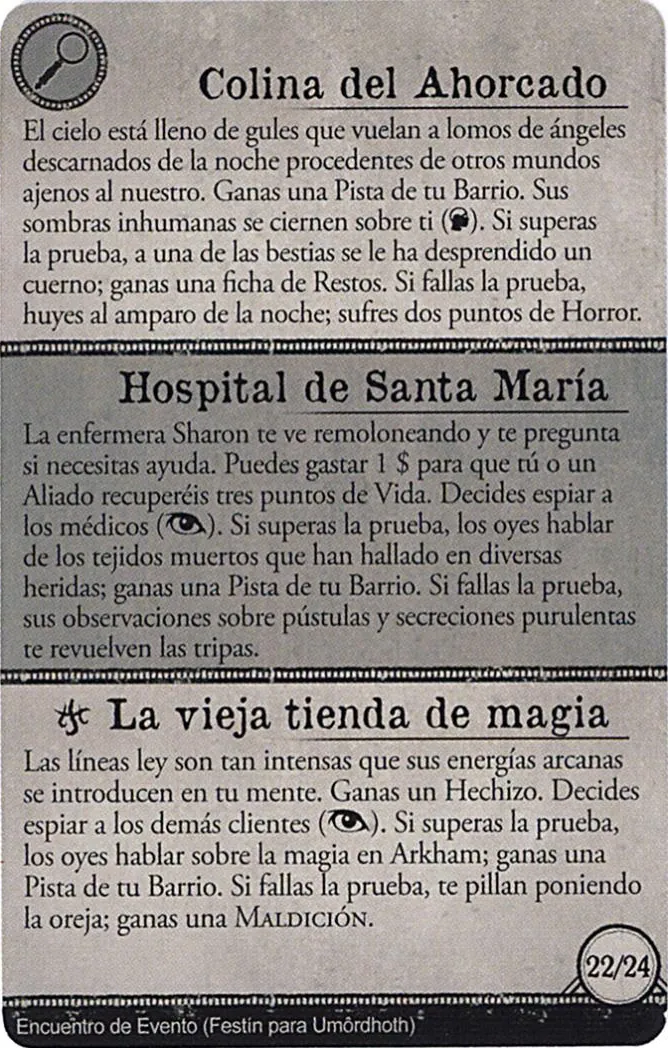 Colina del Ahorcado
El cielo está lleno de gules que vuelan a lomos de ángeles
descarnados de la noche procedentes de otros mundos
ajenos al nuestro. Ganas una Pista de tu Barrio. Sus
sombras inhumanas se ciernen sobre ti (). Si superas
la prueba, a una de las bestias se le ha desprendido un
cuerno; ganas una ficha de Restos. Si fallas la prueba,
huyes al amparo de la noche; sufres dos puntos de Horror.
Hospital de Santa María
La enfermera Sharon te ve remoloneando y te pregunta
si necesitas ayuda. Puedes gastar 1 $ para que tú o un
Aliado recuperéis tres puntos de Vida. Decides espiar a
los médicos (). Si superas la prueba, los oyes hablar
de los tejidos muertos que han hallado en diversas
heridas; ganas una Pista de tu Barrio. Si fallas la prueba,
sus observaciones sobre pústulas y secreciones purulentas
te revuelven las tripas.
La vieja tienda de magia
Las líneas ley son tan intensas que sus energías arcanas
se introducen en tu mente. Ganas un Hechizo. Decides
espiar a los demás clientes (). Si superas la prueba,
los oyes hablar sobre la magia en Arkham; ganas una
Pista de tu Barrio. Si fallas la prueba, te pillan poniendo
la oreja; ganas una MALDICIÓN.
22/24
Encuentro de Evento (Festín para Umôrdhoth)